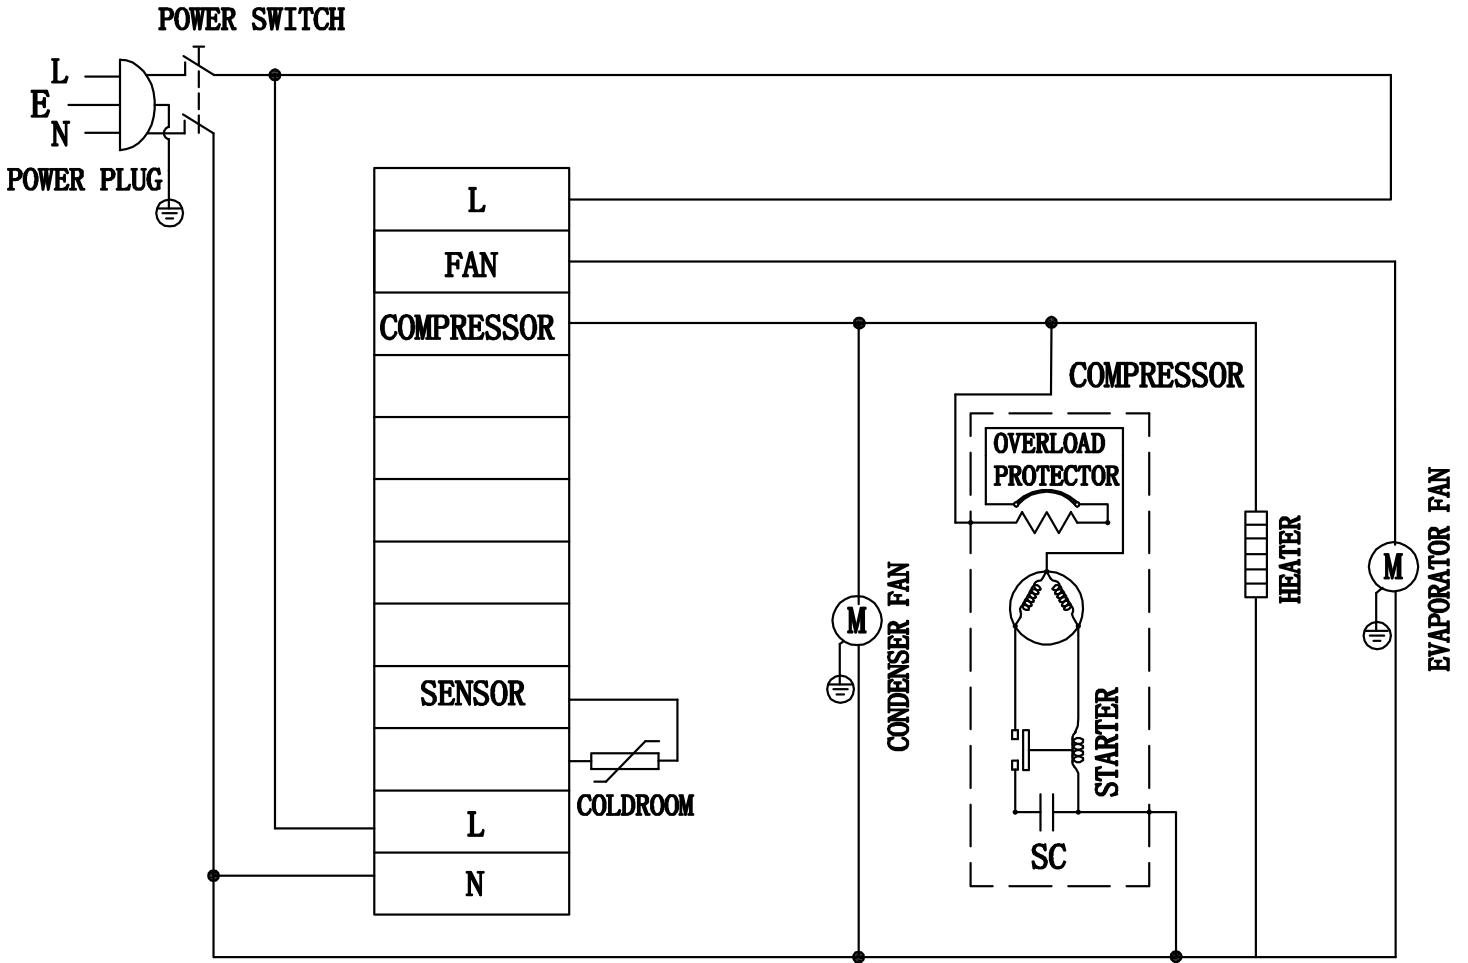 POWER SWITCH
L
E
N
POWER PLUG
L
FAN
COMPRESSOR
SENSOR
L
N
COLDROOM
M
CONDENSER FAN
COMPRESSOR
OVERLOAD
PROTECTOR
STARTER
SC
HEATER
M
EVAPORATOR FAN